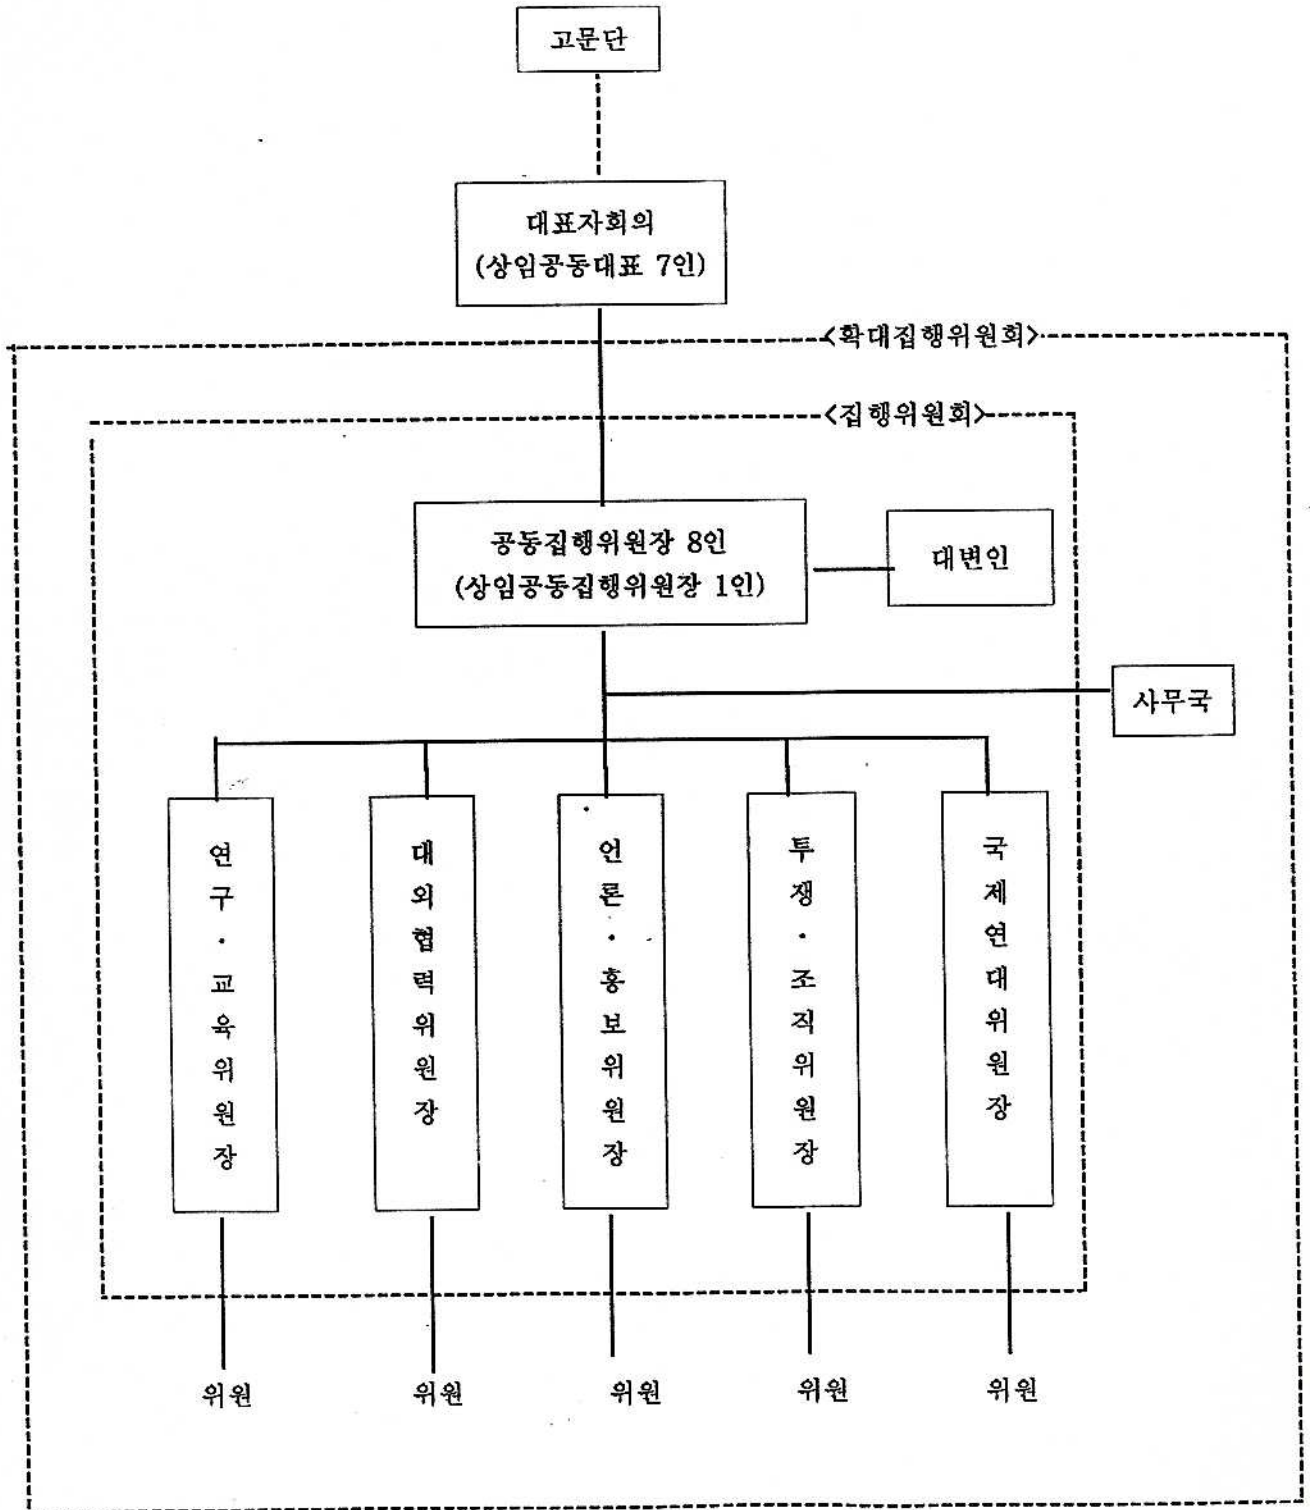 고문단
대표자회의
(상임공동대표 7인)
<확대집행위원회>
<집행위원회>
공동집행위원장 8인
(상임공동집행위원장 1인)
대변인
사무국
연구·교육위원장
대외협력위원장
언론·홍보위원장
투쟁·조직위원장
국제연대위원장
위원
위원
위원
위원
위원